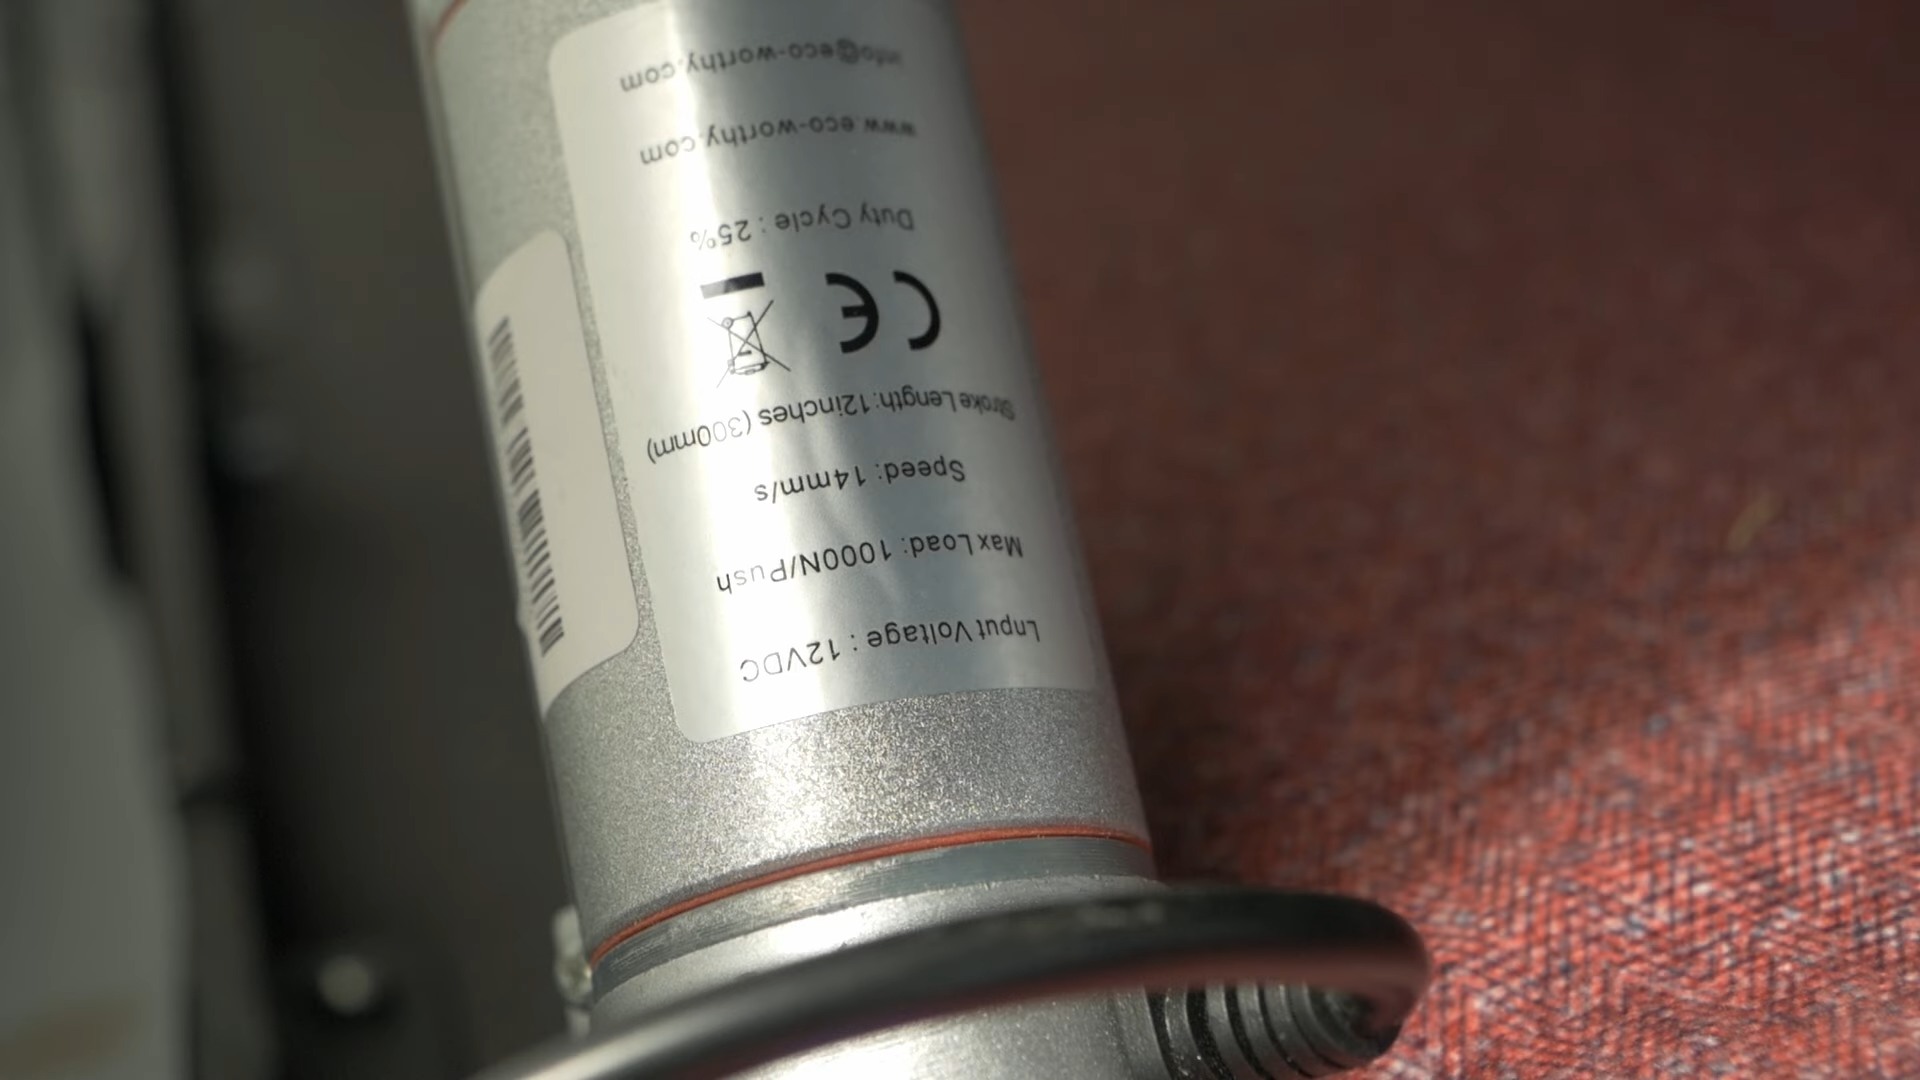 Lnput Voltage : 12VDC
Max Load: 1000N/Push
Speed: 14mm/s
Stroke Length:12inches (300mm)
CE
Duty Cycle : 25%
www.eco-worthy.com
info@eco-worthy.com